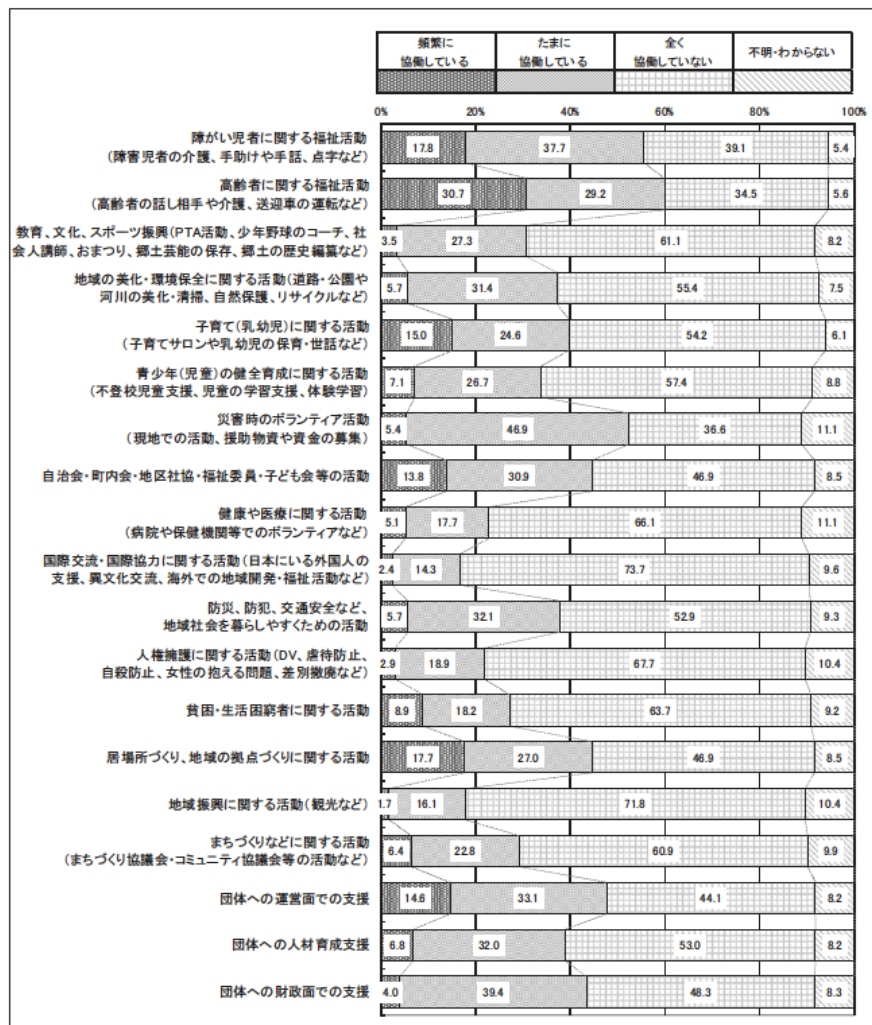 頻繁に
協働している
たまに
協働している
全く
協働していない
不明・わからない
0% 20% 40% 60% 80% 100%
障がい児者に関する福祉活動
(障害児者の介護、手助けや手話、点字など)
17.8 37.7 39.1 5.4
高齢者に関する福祉活動
(高齢者の話し相手や介護、送迎車の運転など)
30.7 29.2 34.5 5.6
教育、文化、スポーツ振興(PTA活動、少年野球のコーチ、社
会人講師、おまつり、郷土芸能の保存、郷土の歴史編纂など)
3.5 27.3 61.1 8.2
地域の美化・環境保全に関する活動(道路・公園や
河川の美化・清掃、自然保護、リサイクルなど)
5.7 31.4 55.4 7.5
子育て(乳幼児)に関する活動
(子育てサロンや乳幼児の保育・世話など)
15.0 24.6 54.2 6.1
青少年(児童)の健全育成に関する活動
(不登校児童支援、児童の学習支援、体験学習)
7.1 26.7 57.4 8.8
災害時のボランティア活動
(現地での活動、援助物資や資金の募集)
5.4 46.9 36.6 11.1
自治会・町内会・地区社協・福祉委員・子ども会等の活動
13.8 30.9 46.9 8.5
健康や医療に関する活動
(病院や保健機関等でのボランティアなど)
5.1 17.7 66.1 11.1
国際交流・国際協力に関する活動(日本にいる外国人の
支援、異文化交流、海外での地域開発・福祉活動など)
2.4 14.3 73.7 9.6
防災、防犯、交通安全など、
地域社会を暮らしやすくための活動
5.7 32.1 52.9 9.3
人権擁護に関する活動(DV、虐待防止、
自殺防止、女性の抱える問題、差別撤廃など)
2.9 18.9 67.7 10.4
貧困・生活困窮者に関する活動
8.9 18.2 63.7 9.2
居場所づくり、地域の拠点づくりに関する活動
17.7 27.0 46.9 8.5
地域振興に関する活動(観光など)
1.7 16.1 71.8 10.4
まちづくりなどに関する活動
(まちづくり協議会・コミュニティ協議会等の活動など)
6.4 22.8 60.9 9.9
団体への運営面での支援
14.6 33.1 44.1 8.2
団体への人材育成支援
6.8 32.0 53.0 8.2
団体への財政面での支援
4.0 39.4 48.3 8.3